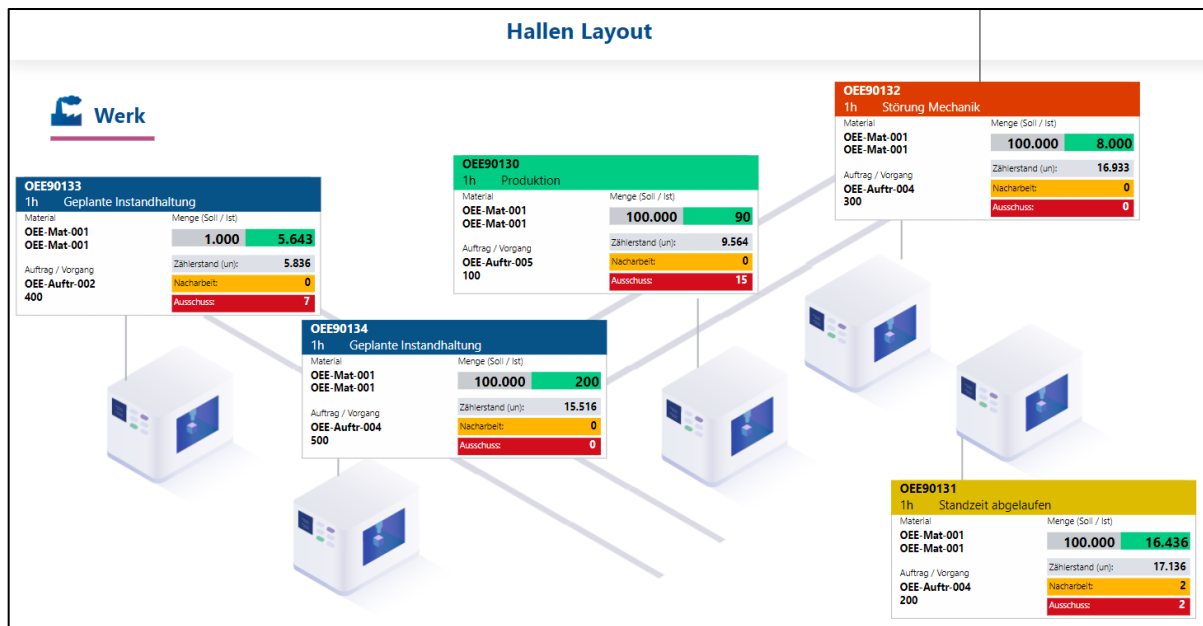 Hallen Layout
Werk
OEE90132
1h Störung Mechanik
Material Menge (Soll / Ist)
OEE-Mat-001
OEE-Mat-001
100.000 8.000
Zählerstand (un): 16.933
Auftrag / Vorgang
OEE-Auftr-004
300
Nacharbeit: 0
Ausschuss: 0
OEE90130
1h Produktion
Material Menge (Soll / Ist)
OEE-Mat-001
OEE-Mat-001
100.000 90
Zählerstand (un): 9.564
Auftrag / Vorgang
OEE-Auftr-005
100
Nacharbeit: 0
Ausschuss: 15
OEE90133
1h Geplante Instandhaltung
Material Menge (Soll / Ist)
OEE-Mat-001
OEE-Mat-001
1.000 5.643
Zählerstand (un): 5.836
Auftrag / Vorgang
OEE-Auftr-002
400
Nacharbeit: 0
Ausschuss: 7
OEE90134
1h Geplante Instandhaltung
Material Menge (Soll / Ist)
OEE-Mat-001
OEE-Mat-001
100.000 200
Zählerstand (un): 15.516
Auftrag / Vorgang
OEE-Auftr-004
500
Nacharbeit: 0
Ausschuss: 0
OEE90131
1h Standzeit abgelaufen
Material Menge (Soll / Ist)
OEE-Mat-001
OEE-Mat-001
100.000 16.436
Zählerstand (un): 17.136
Auftrag / Vorgang
OEE-Auftr-004
200
Nacharbeit: 2
Ausschuss: 2